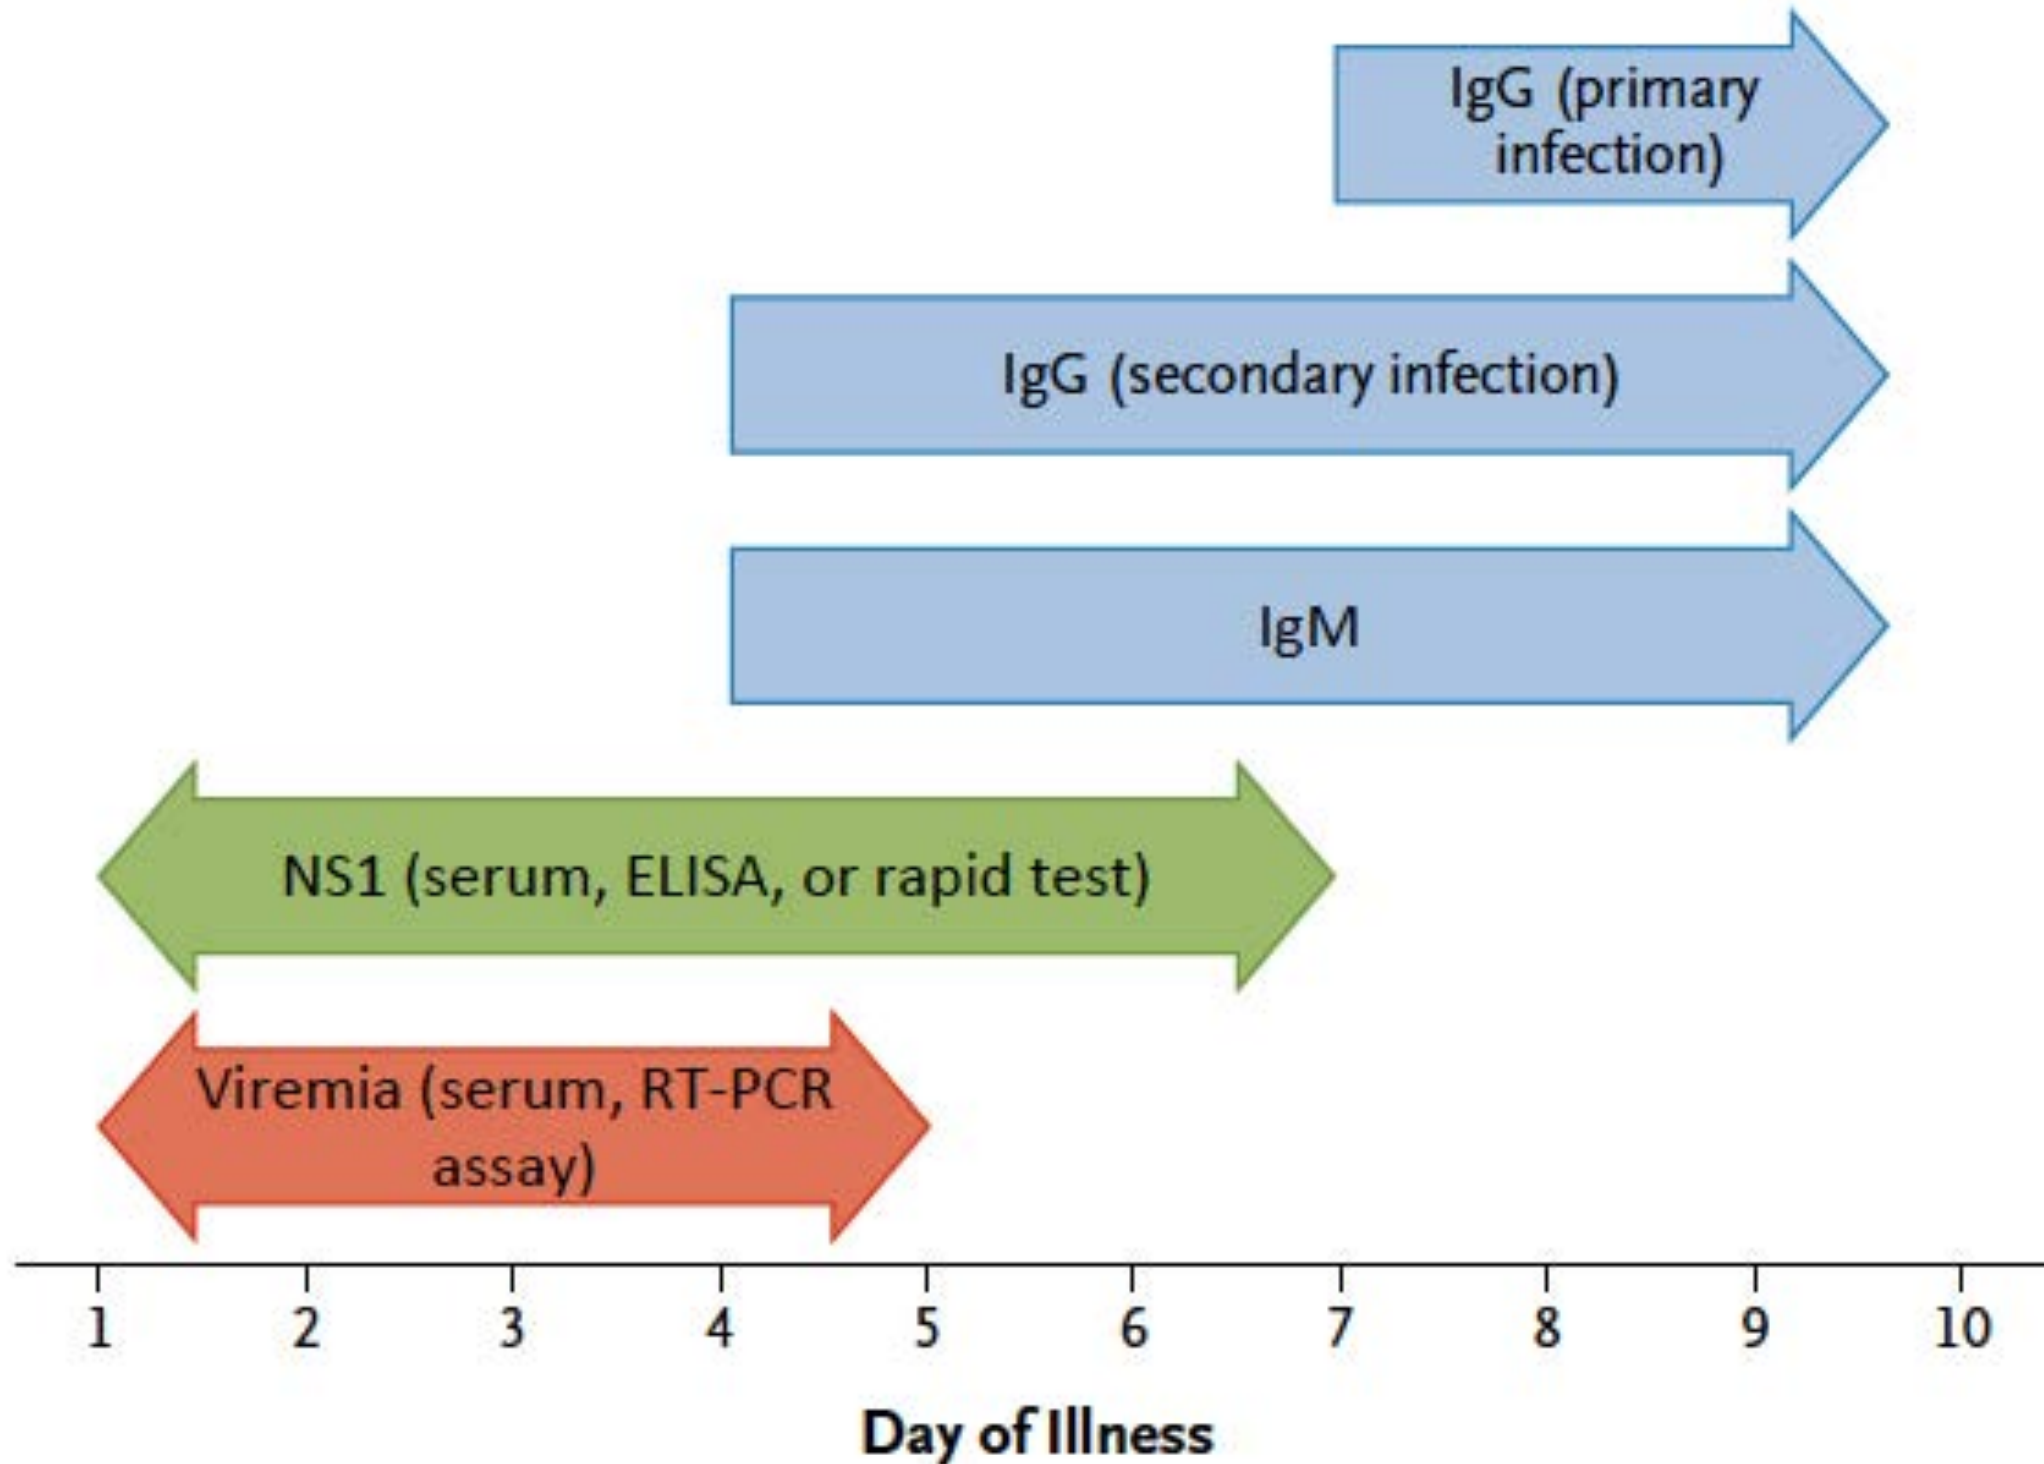 IgG (primary
infection)
IgG (secondary infection)
IgM
NS1 (serum, ELISA, or rapid test)
Viremia (serum, RT-PCR
assay)
1 2 3 4 5 6 7 8 9 10
Day of Illness